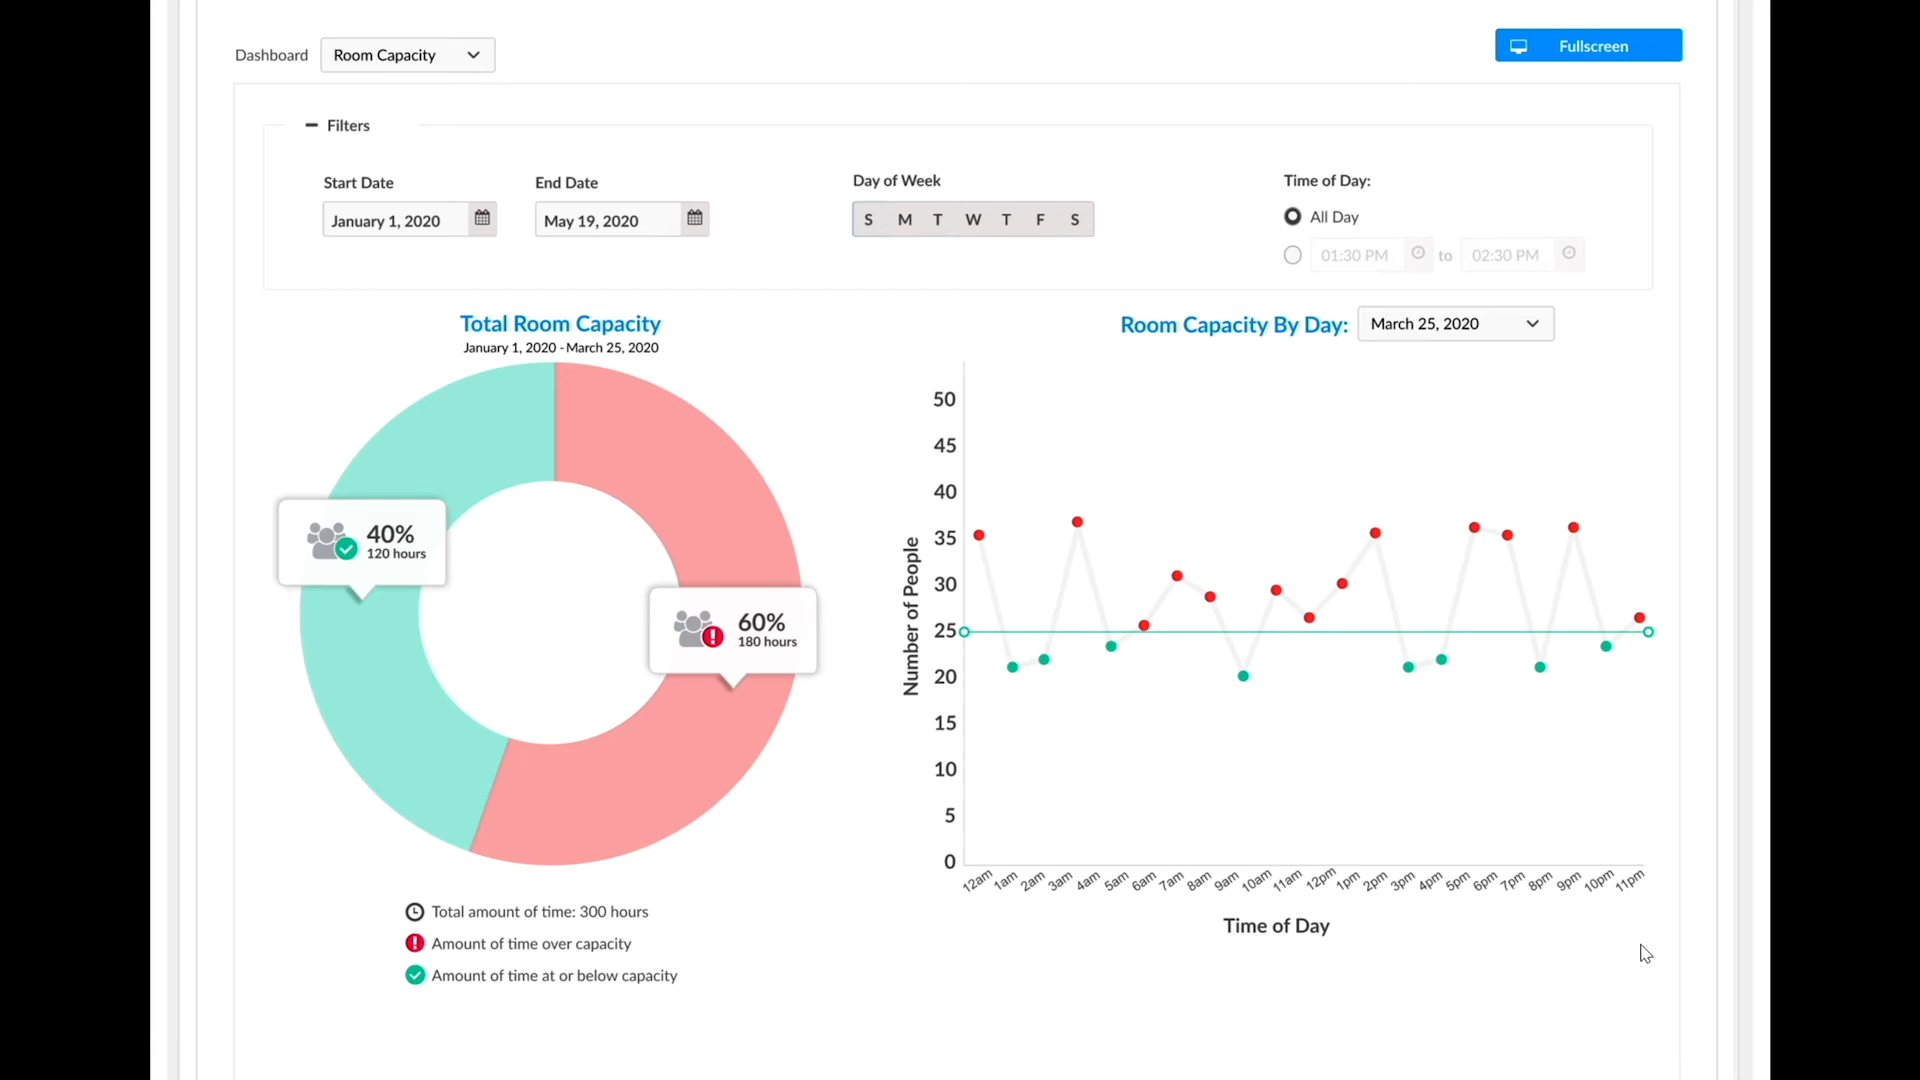 Dashboard
Room Capacity
Fullscreen
Filters
Start Date
End Date
Day of Week
Time of Day:
January 1, 2020
May 19, 2020
S M T W T F S
All Day
01:30 PM to 02:30 PM
Total Room Capacity
January 1, 2020 - March 25, 2020
40%
120 hours
60%
180 hours
Total amount of time: 300 hours
Amount of time over capacity
Amount of time at or below capacity
Room Capacity By Day:
March 25, 2020
Number of People
50
45
40
35
30
25
20
15
10
5
0
12am 1am 2am 3am 4am 5am 6am 7am 8am 9am 10am 11am 12pm 1pm 2pm 3pm 4pm 5pm 6pm 7pm 8pm 9pm 10pm 11pm
Time of Day